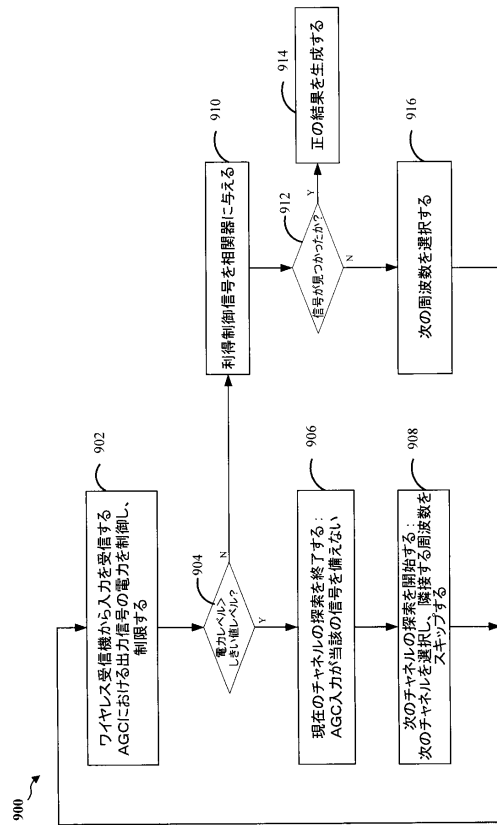 900
902
ワイヤレス受信機から入力を受信する
AGCにおける出力信号の電力を制御し、
制限する
904
電力レベル>
しきい値レベル?
N
Y
906
現在のチャネルの探索を終了する:
AGC入力が当該の信号を備えない
908
次のチャネルの探索を開始する:
次のチャネルを選択し、隣接する周波数を
スキップする
910
利得制御信号を相関器に与える
912
信号が見つかったか?
Y
N
914
正の結果を生成する
916
次の周波数を選択する